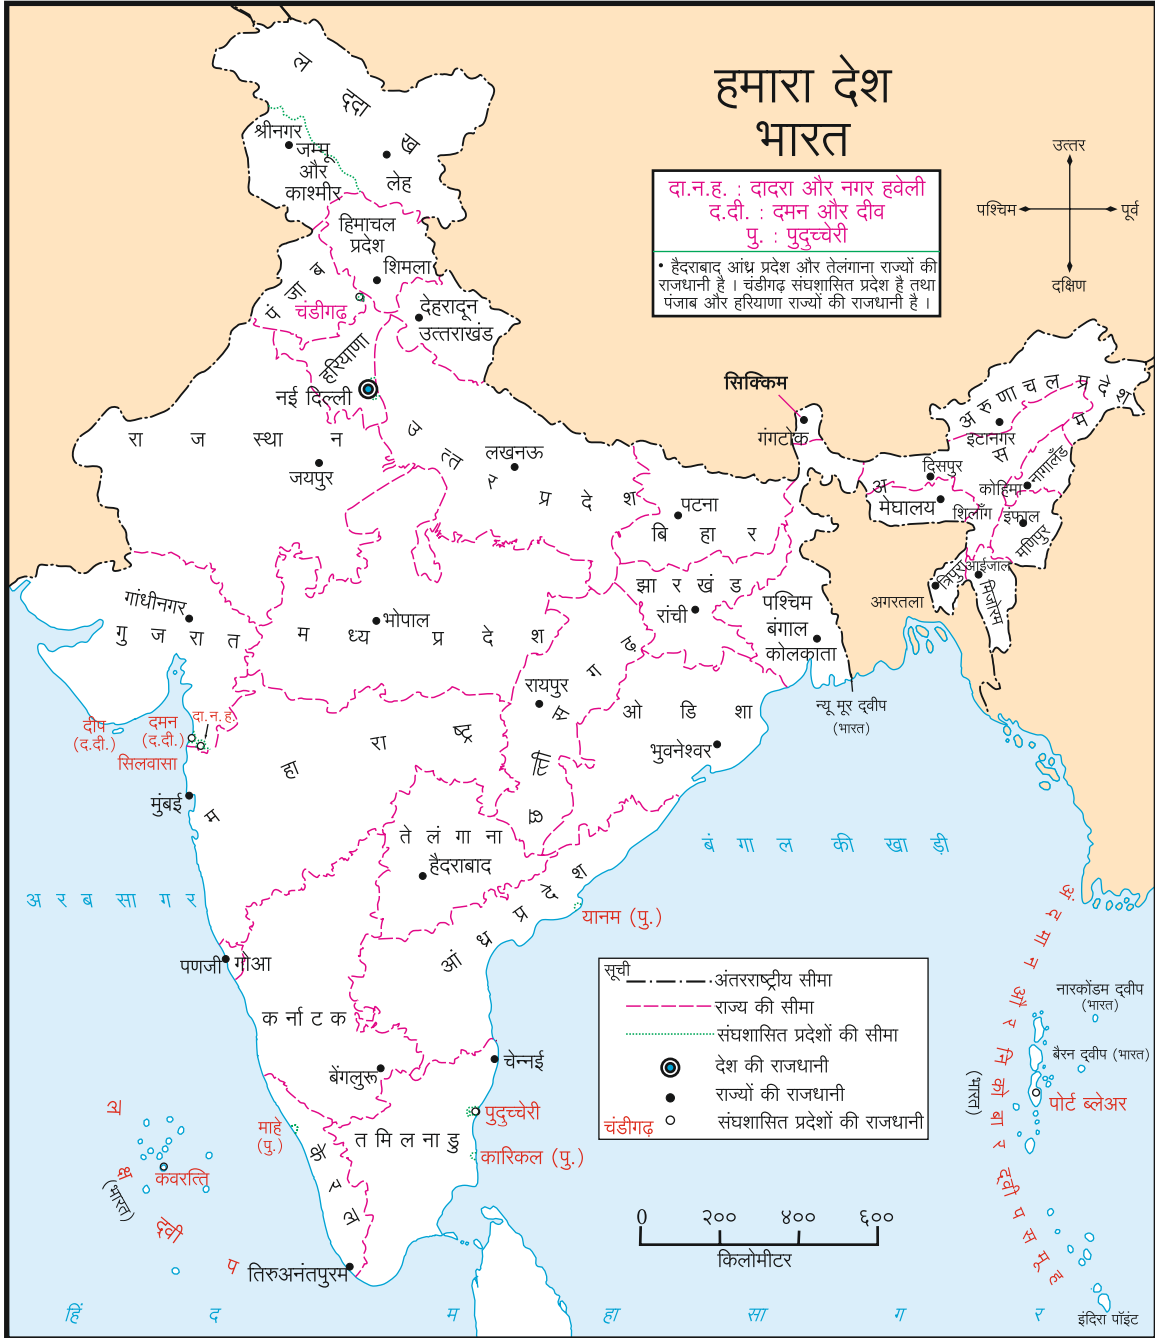 हमारा देश
भारत
दा.न.ह. : दादरा और नगर हवेली
द.दी. : दमन और दीव
पु. : पुदुच्चेरी
• हैदराबाद आंध्र प्रदेश और तेलंगाना राज्यों की
राजधानी है । चंडीगढ़ संघशासित प्रदेश है तथा
पंजाब और हरियाणा राज्यों की राजधानी है ।
उत्तर
पश्चिम
पूर्व
दक्षिण
लद्दाख
श्रीनगर
जम्मू
और
काश्मीर
लेह
हिमाचल
प्रदेश
शिमला
पंजाब
चंडीगढ़
देहरादून
उत्तराखंड
हरियाणा
नई दिल्ली
राजस्थान
जयपुर
उत्तर प्रदेश
लखनऊ
सिक्किम
गंगटोक
अरुणाचल प्रदेश
इटानगर
असम
दिसपुर
नागालैंड
कोहिमा
मेघालय
शिलाँग
इंफाल
मणिपुर
आईजाल
मिजोरम
त्रिपुरा
अगरतला
पटना
बिहार
झारखंड
रांची
पश्चिम
बंगाल
कोलकाता
न्यू मूर द्वीप
(भारत)
गांधीनगर
गुजरात
भोपाल
मध्य प्रदेश
रायपुर
छत्तीसगढ़
ओडिशा
भुवनेश्वर
दीप
(द.दी.)
दमन
(द.दी.)
दा.न.ह.
सिलवासा
मुंबई
महाराष्ट्र
तेलंगाना
हैदराबाद
आंध्र प्रदेश
यानम (पु.)
बंगाल की खाड़ी
अरब सागर
पणजी
गोआ
कर्नाटक
बेंगलुरू
चेन्नई
पुदुच्चेरी
तमिलनाडु
कारिकल (पु.)
माहे
(पु.)
केरल
तिरुअनंतपुरम
लक्षद्वीप
(भारत)
कवरत्ति
सूची
अंतरराष्ट्रीय सीमा
राज्य की सीमा
संघशासित प्रदेशों की सीमा
देश की राजधानी
राज्यों की राजधानी
चंडीगढ़
संघशासित प्रदेशों की राजधानी
0 २०० ४०० ६००
किलोमीटर
अंदमान और निकोबार द्वीपसमूह
(भारत)
नारकोंडम द्वीप
(भारत)
बैरन द्वीप (भारत)
पोर्ट ब्लेअर
इंदिरा पॉइंट
हिंद महासागर